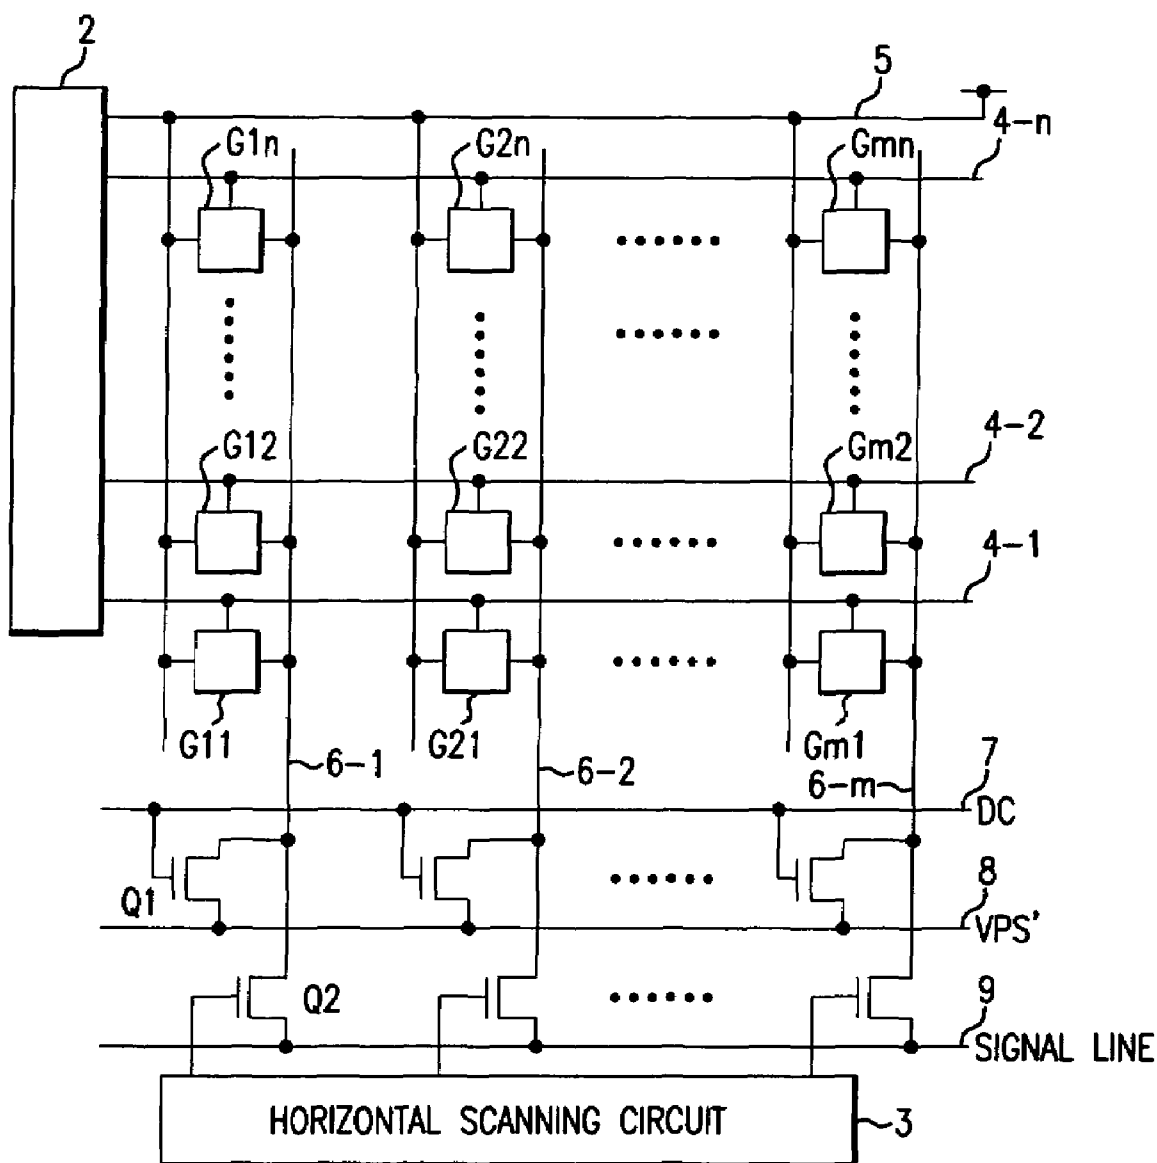 2
5
4-n
G1n
G2n
Gmn
4-2
G12
G22
Gm2
4-1
G11
G21
Gm1
6-1
6-2
6-m
7
DC
Q1
8
VPS'
Q2
9
SIGNAL LINE
HORIZONTAL SCANNING CIRCUIT
3